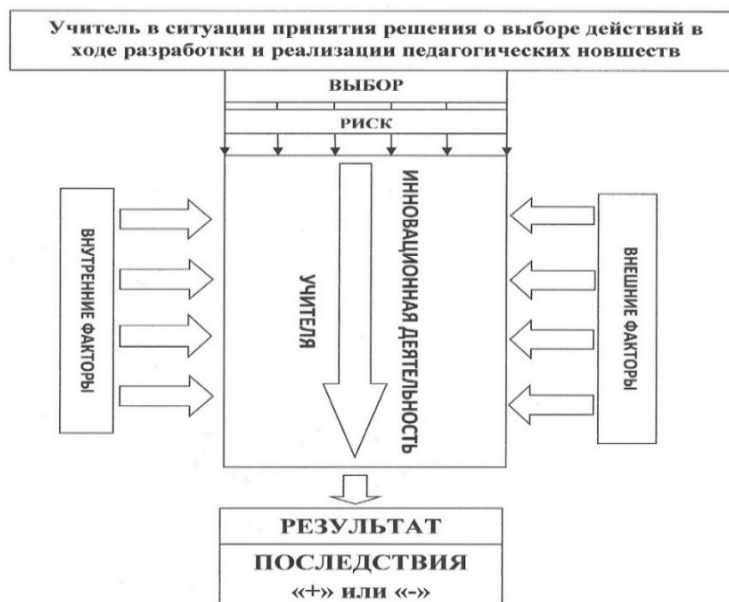 Учитель в ситуации принятия решения о выборе действий в
ходе разработки и реализации педагогических новшеств
ВЫБОР
РИСК
ВНУТРЕННИЕ ФАКТОРЫ
УЧИТЕЛЯ
ИННОВАЦИОННАЯ ДЕЯТЕЛЬНОСТЬ
ВНЕШНИЕ ФАКТОРЫ
РЕЗУЛЬТАТ
ПОСЛЕДСТВИЯ
«+» или «-»